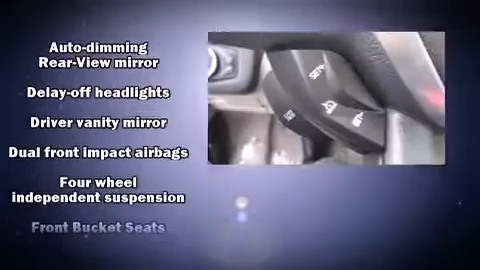 Auto-dimming
Rear-View mirror
Delay-off headlights
Driver vanity mirror
Dual front impact airbags
Four wheel
independent suspension
Front Bucket Seats
SET/